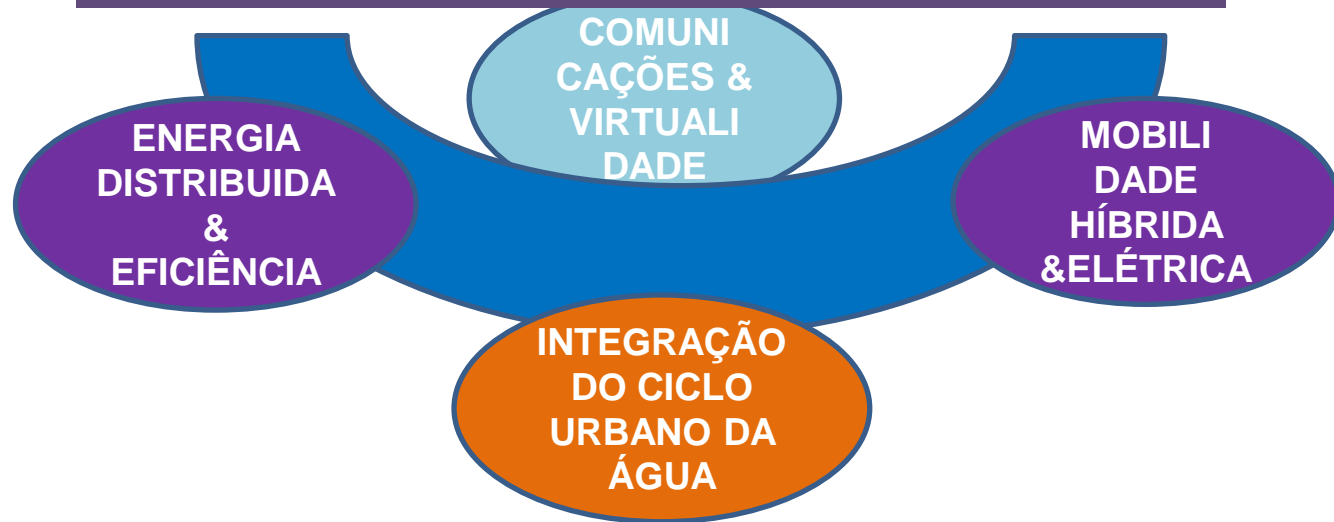 COMUNI
CAÇÕES &
VIRTUALI
DADE
ENERGIA
DISTRIBUIDA
&
EFICIÊNCIA
MOBILI
DADE
HÍBRIDA
&ELÉTRICA
INTEGRAÇÃO
DO CICLO
URBANO DA
ÁGUA